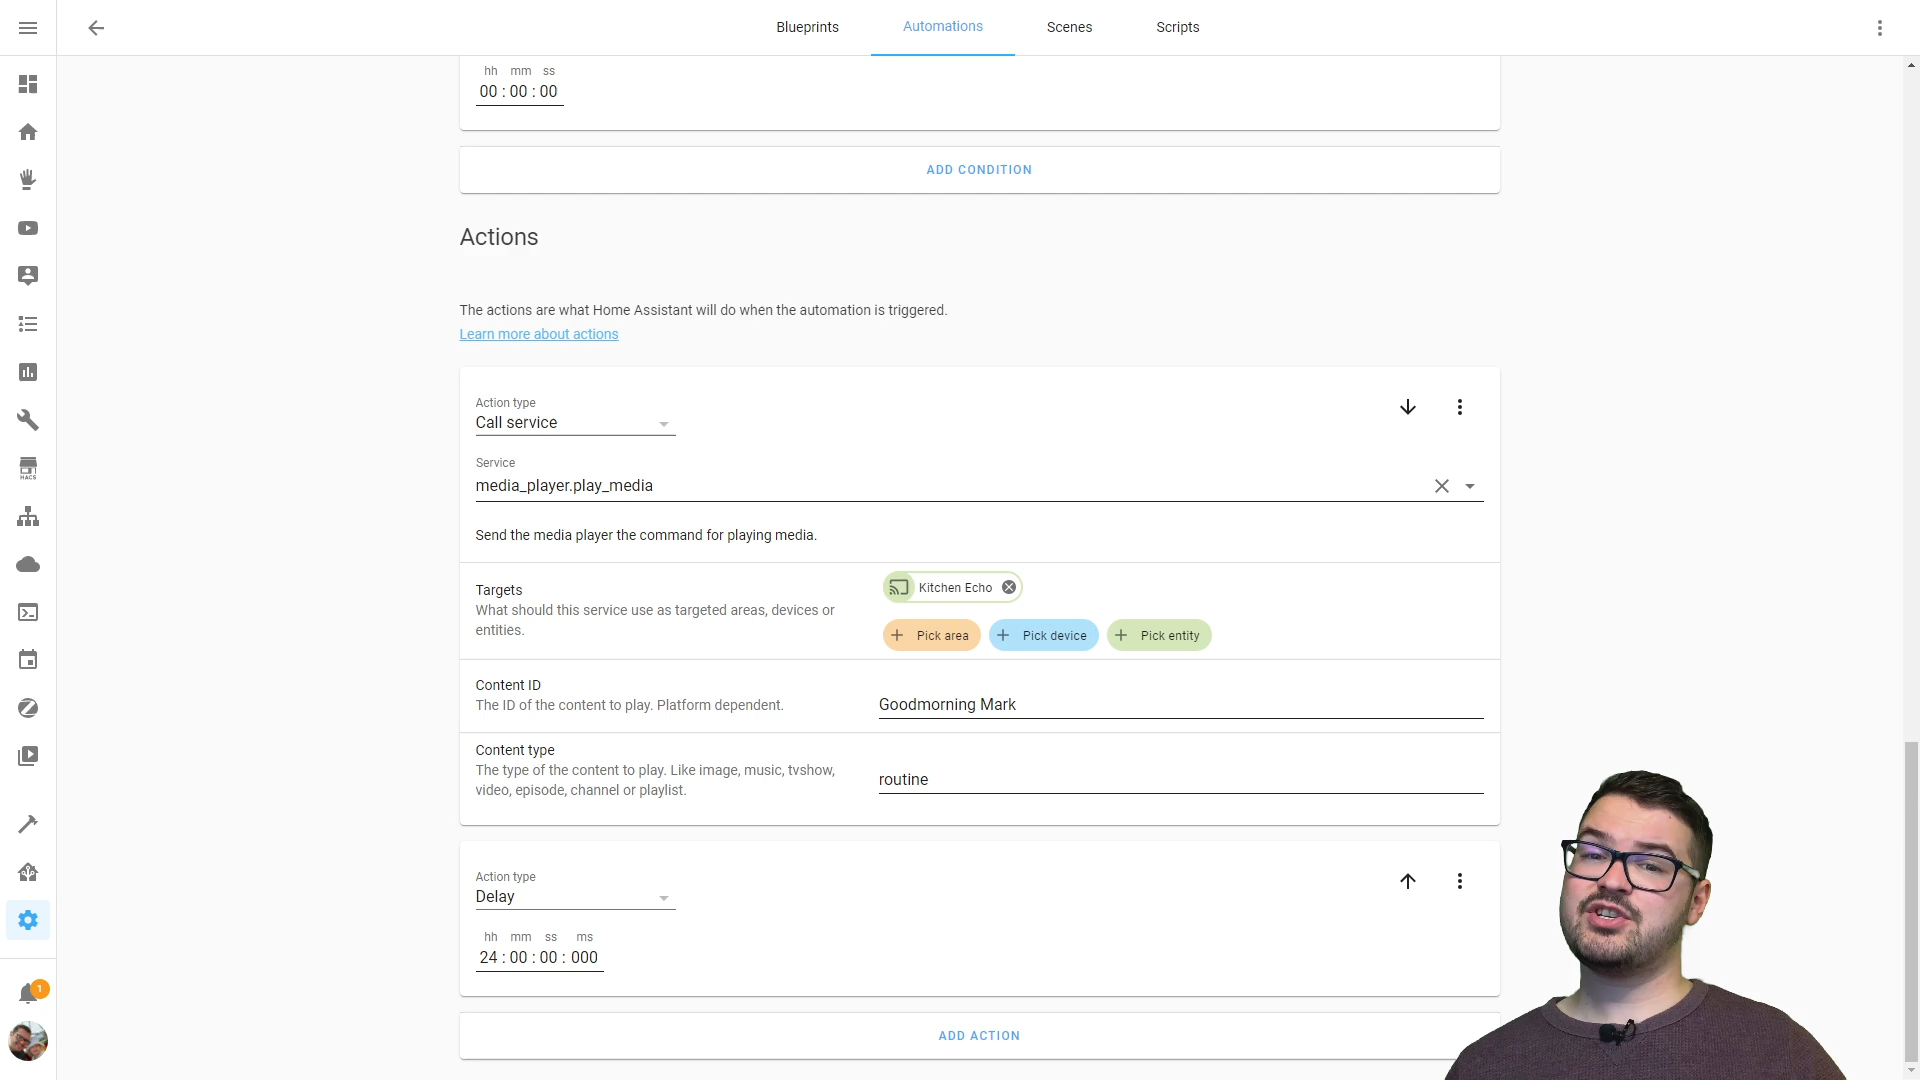 Blueprints
Automations
Scenes
Scripts
hh mm ss
00 : 00 : 00
ADD CONDITION
Actions
The actions are what Home Assistant will do when the automation is triggered.
Learn more about actions
Action type
Call service
Service
media_player.play_media
Send the media player the command for playing media.
Targets
What should this service use as targeted areas, devices or
entities.
Kitchen Echo
Pick area
Pick device
Pick entity
Content ID
The ID of the content to play. Platform dependent.
Goodmorning Mark
Content type
The type of the content to play. Like image, music, tvshow,
video, episode, channel or playlist.
routine
Action type
Delay
hh mm ss ms
24 : 00 : 00 : 000
ADD ACTION
HACS
1